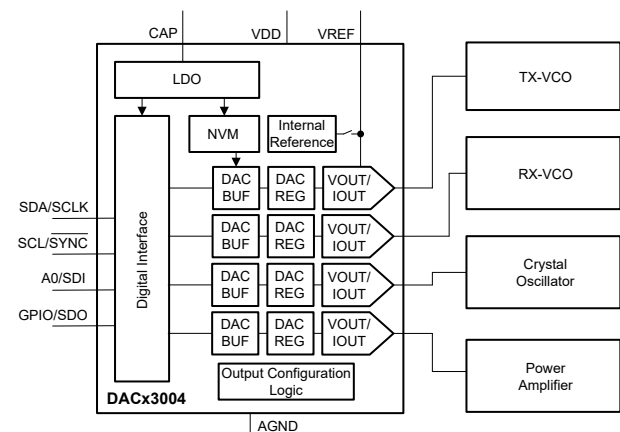 CAP
VDD
VREF
LDO
NVM
Internal
Reference
TX-VCO
RX-VCO
Crystal
Oscillator
Power
Amplifier
SDA/SCLK
SCL/SYNC
A0/SDI
GPIO/SDO
Digital Interface
DAC
BUF
DAC
REG
VOUT/
IOUT
DAC
BUF
DAC
REG
VOUT/
IOUT
DAC
BUF
DAC
REG
VOUT/
IOUT
DAC
BUF
DAC
REG
VOUT/
IOUT
Output Configuration
Logic
DACx3004
AGND